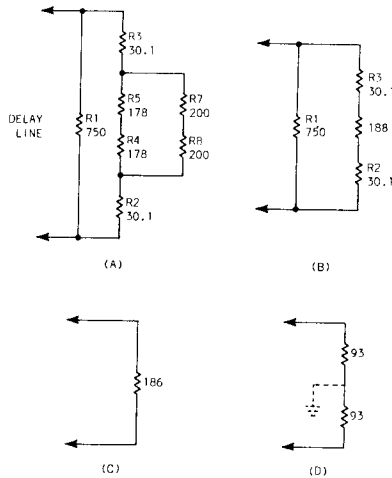 R3
30.1
R5
178
R7
200
DELAY
LINE
R1
750
R4
178
R8
200
R2
30.1
(A)
R3
30.1
R1
750
188
R2
30.1
(B)
186
(C)
93
93
(D)